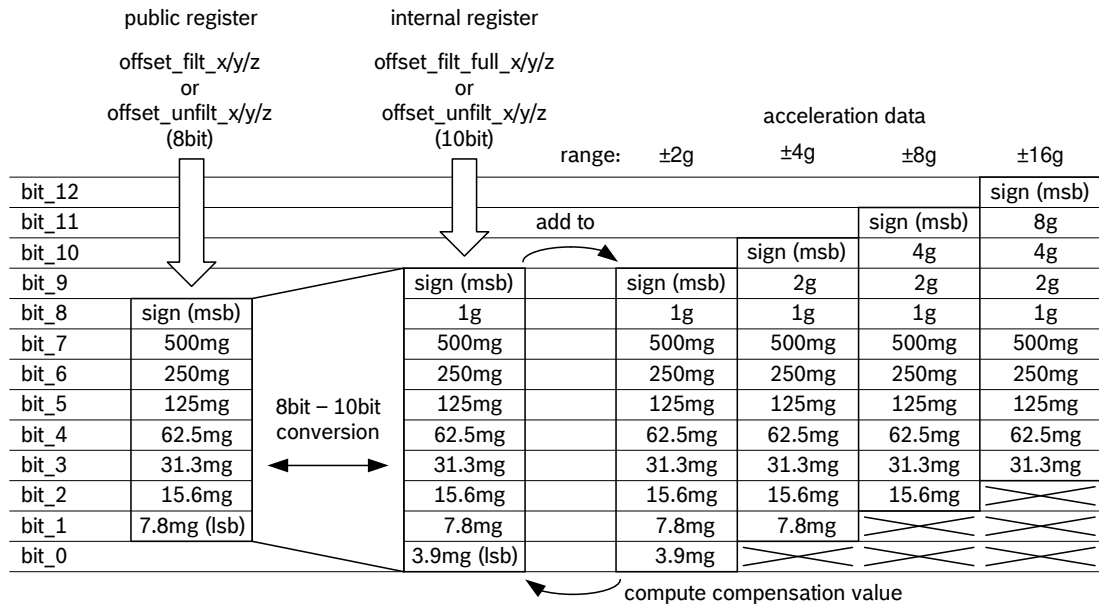 public register internal register
offset_filt_x/y/z offset_filt_full_x/y/z
or or
offset_unfilt_x/y/z offset_unfilt_x/y/z
(8bit) (10bit)
acceleration data
range: ±2g ±4g ±8g ±16g
bit_12 sign (msb)
bit_11 add to sign (msb) 8g
bit_10 sign (msb) 4g 4g
bit_9 sign (msb) sign (msb) 2g 2g 2g
bit_8 sign (msb) 1g 1g 1g 1g 1g
bit_7 500mg 500mg 500mg 500mg 500mg 500mg
bit_6 250mg 250mg 250mg 250mg 250mg 250mg
bit_5 125mg 125mg 125mg 125mg 125mg 125mg
8bit – 10bit
conversion
bit_4 62.5mg 62.5mg 62.5mg 62.5mg 62.5mg 62.5mg
bit_3 31.3mg 31.3mg 31.3mg 31.3mg 31.3mg 31.3mg
bit_2 15.6mg 15.6mg 15.6mg 15.6mg 15.6mg
bit_1 7.8mg (lsb) 7.8mg 7.8mg 7.8mg
bit_0 3.9mg (lsb) 3.9mg
compute compensation value